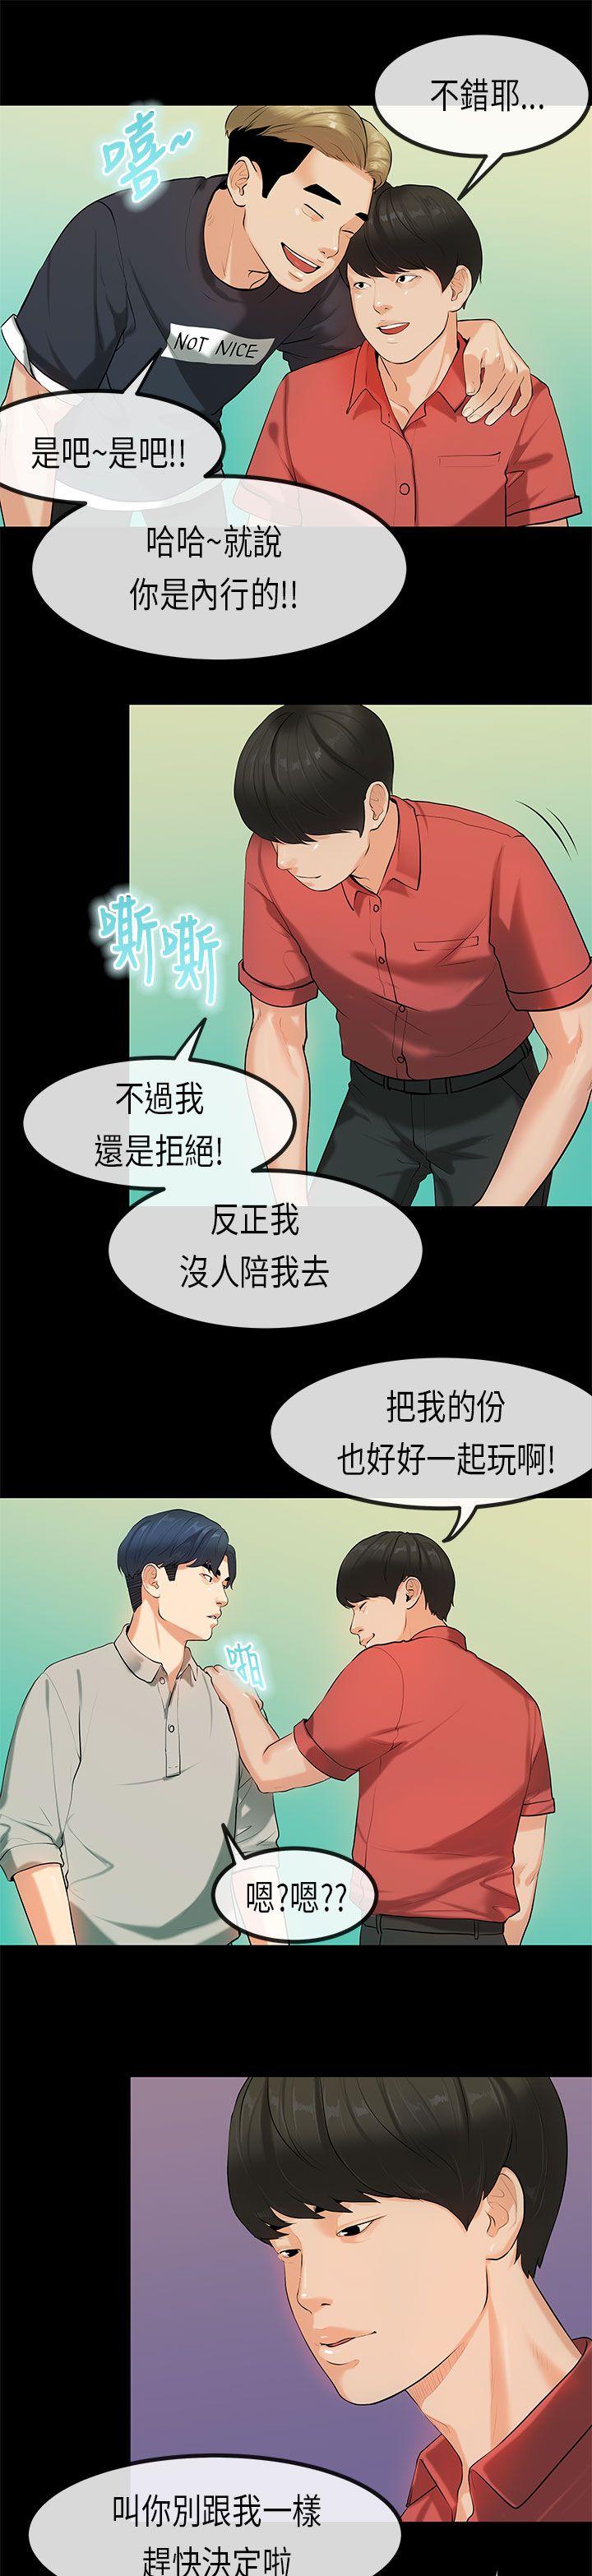 不錯耶...
嘻~
NOT NICE
是吧~是吧!!
哈哈~就說
你是內行的!!
嘶嘶
不過我
還是拒絕!
反正我
沒人陪我去
把我的份
也好好一起玩啊!
啪
嗯?嗯??
叫你別跟我一樣
趕快決定啦